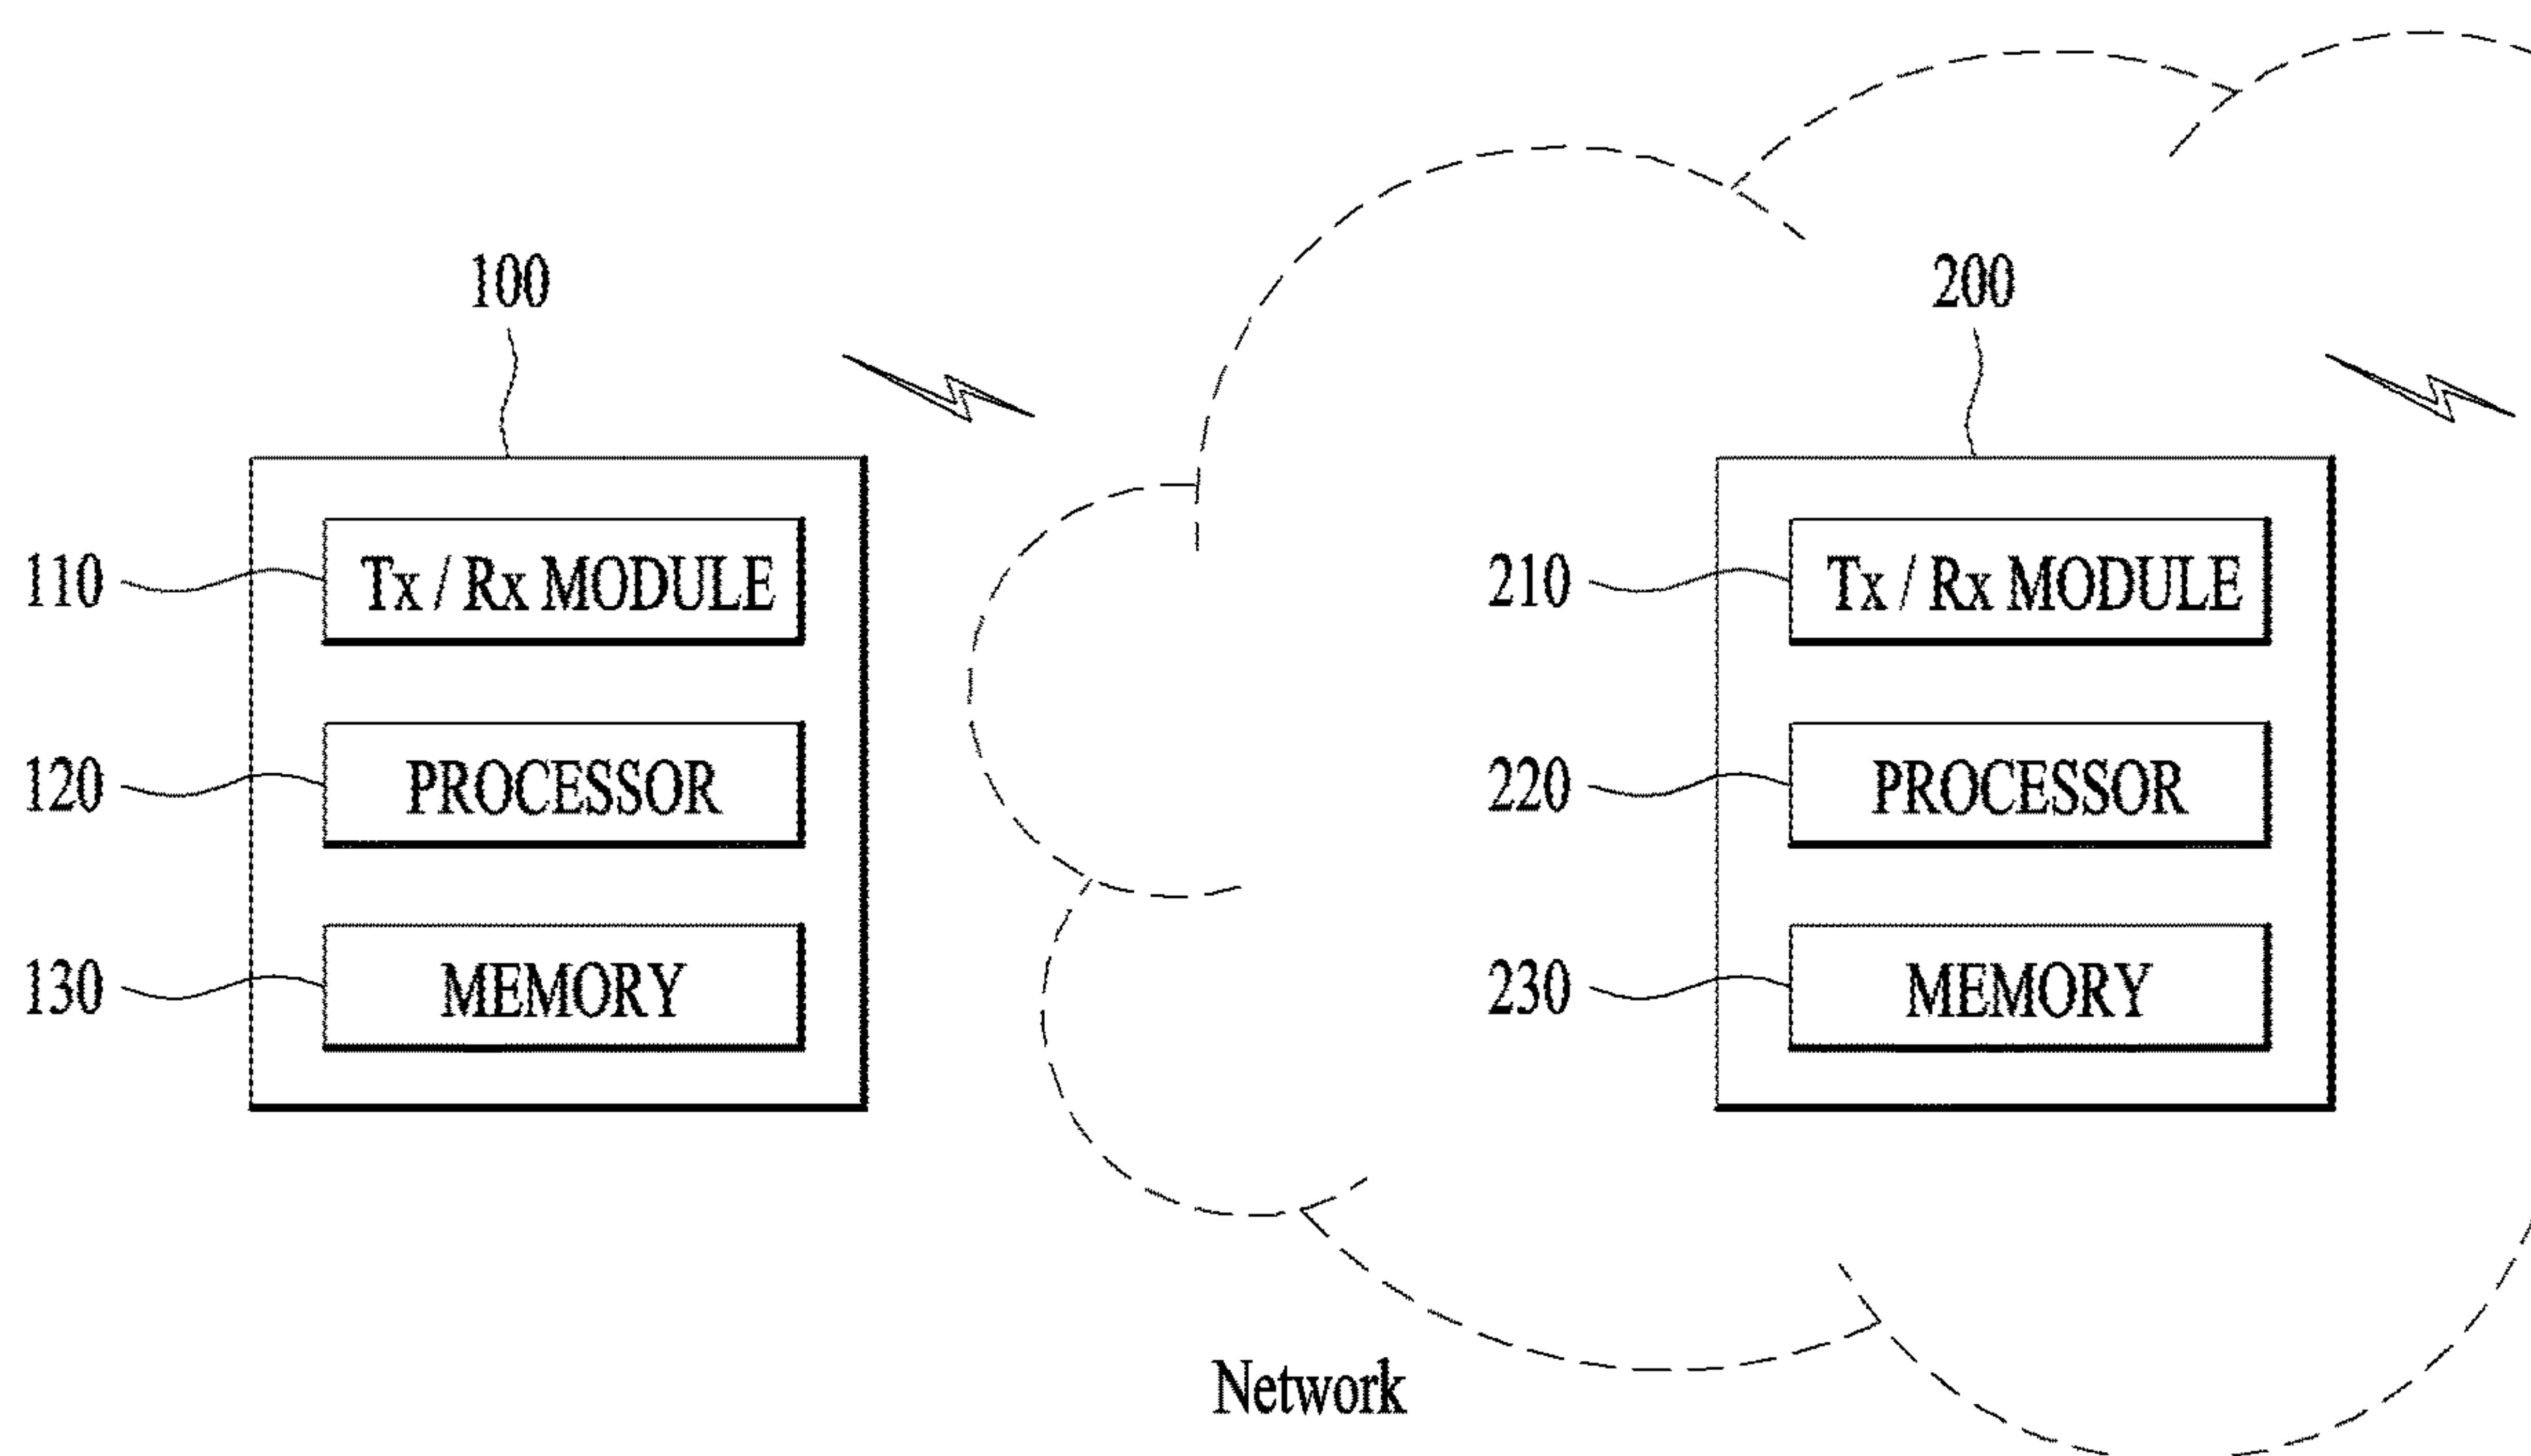 100
200
110 Tx / Rx MODULE
210 Tx / Rx MODULE
120 PROCESSOR
220 PROCESSOR
130 MEMORY
230 MEMORY
Network